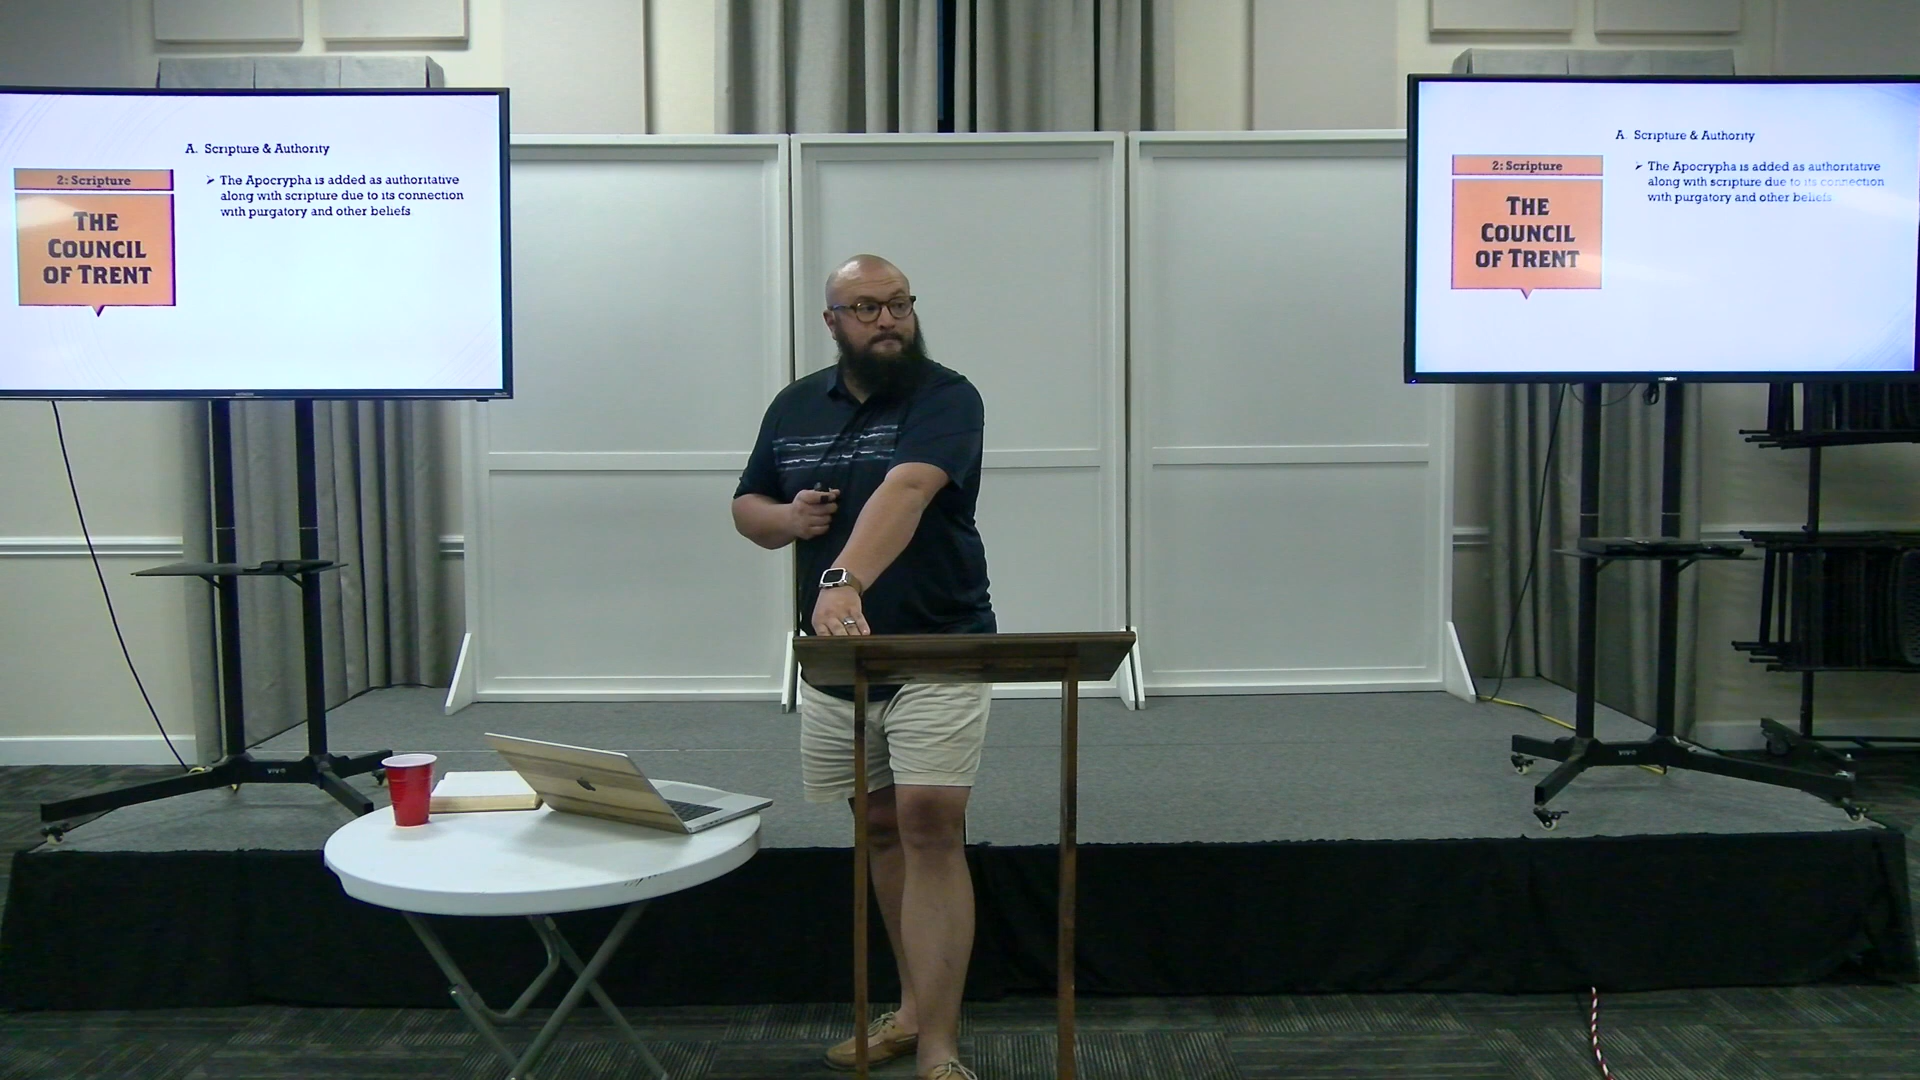 A. Scripture & Authority
2: Scripture
➢ The Apocrypha is added as authoritative
along with scripture due to its connection
with purgatory and other beliefs
THE
COUNCIL
OF TRENT
A. Scripture & Authority
2: Scripture
➢ The Apocrypha is added as authoritative
along with scripture due to its connection
with purgatory and other beliefs
THE
COUNCIL
OF TRENT